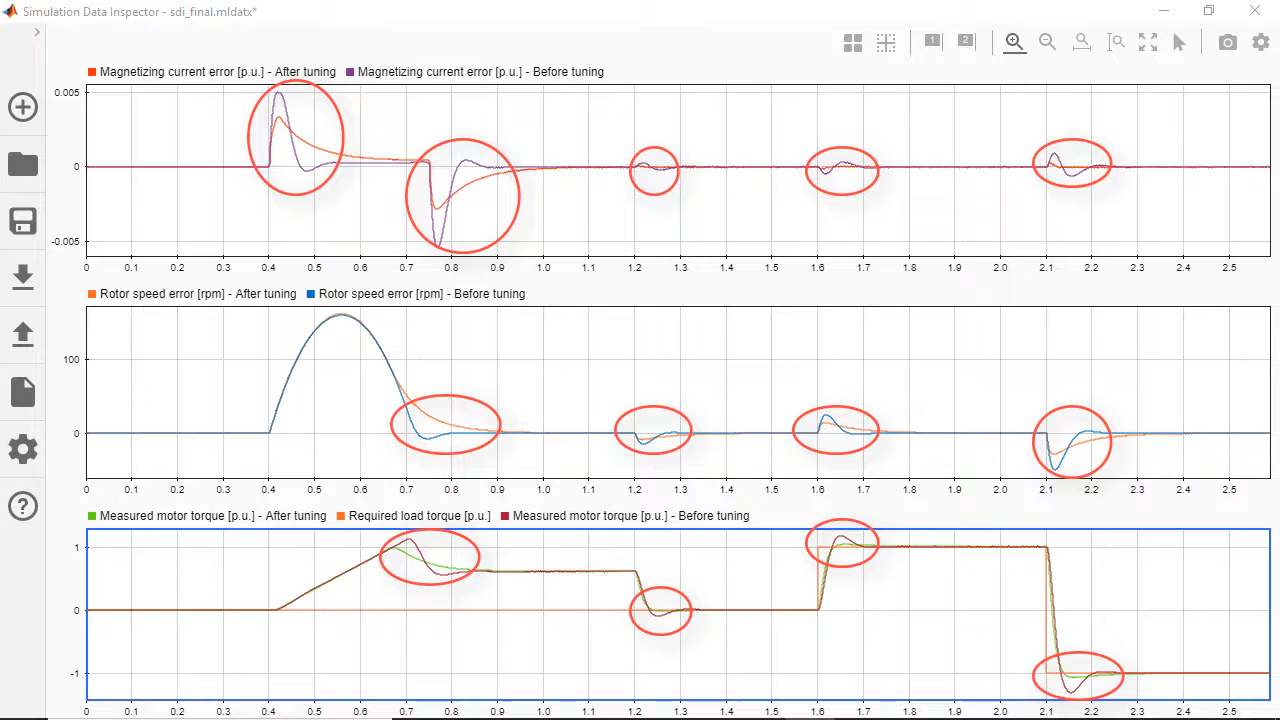 Simulation Data Inspector - sdi_final.mldatx*
1 2
Magnetizing current error [p.u.] - After tuning Magnetizing current error [p.u.] - Before tuning
0.005
0
-0.005
0 0.1 0.2 0.3 0.4 0.5 0.6 0.7 0.8 0.9 1.0 1.1 1.2 1.3 1.4 1.5 1.6 1.7 1.8 1.9 2.0 2.1 2.2 2.3 2.4 2.5
Rotor speed error [rpm] - After tuning Rotor speed error [rpm] - Before tuning
100
0
0 0.1 0.2 0.3 0.4 0.5 0.6 0.7 0.8 0.9 1.0 1.1 1.2 1.3 1.4 1.5 1.6 1.7 1.8 1.9 2.0 2.1 2.2 2.3 2.4 2.5
Measured motor torque [p.u.] - After tuning Required load torque [p.u.] Measured motor torque [p.u.] - Before tuning
1
0
-1
0 0.1 0.2 0.3 0.4 0.5 0.6 0.7 0.8 0.9 1.0 1.1 1.2 1.3 1.4 1.5 1.6 1.7 1.8 1.9 2.0 2.1 2.2 2.3 2.4 2.5